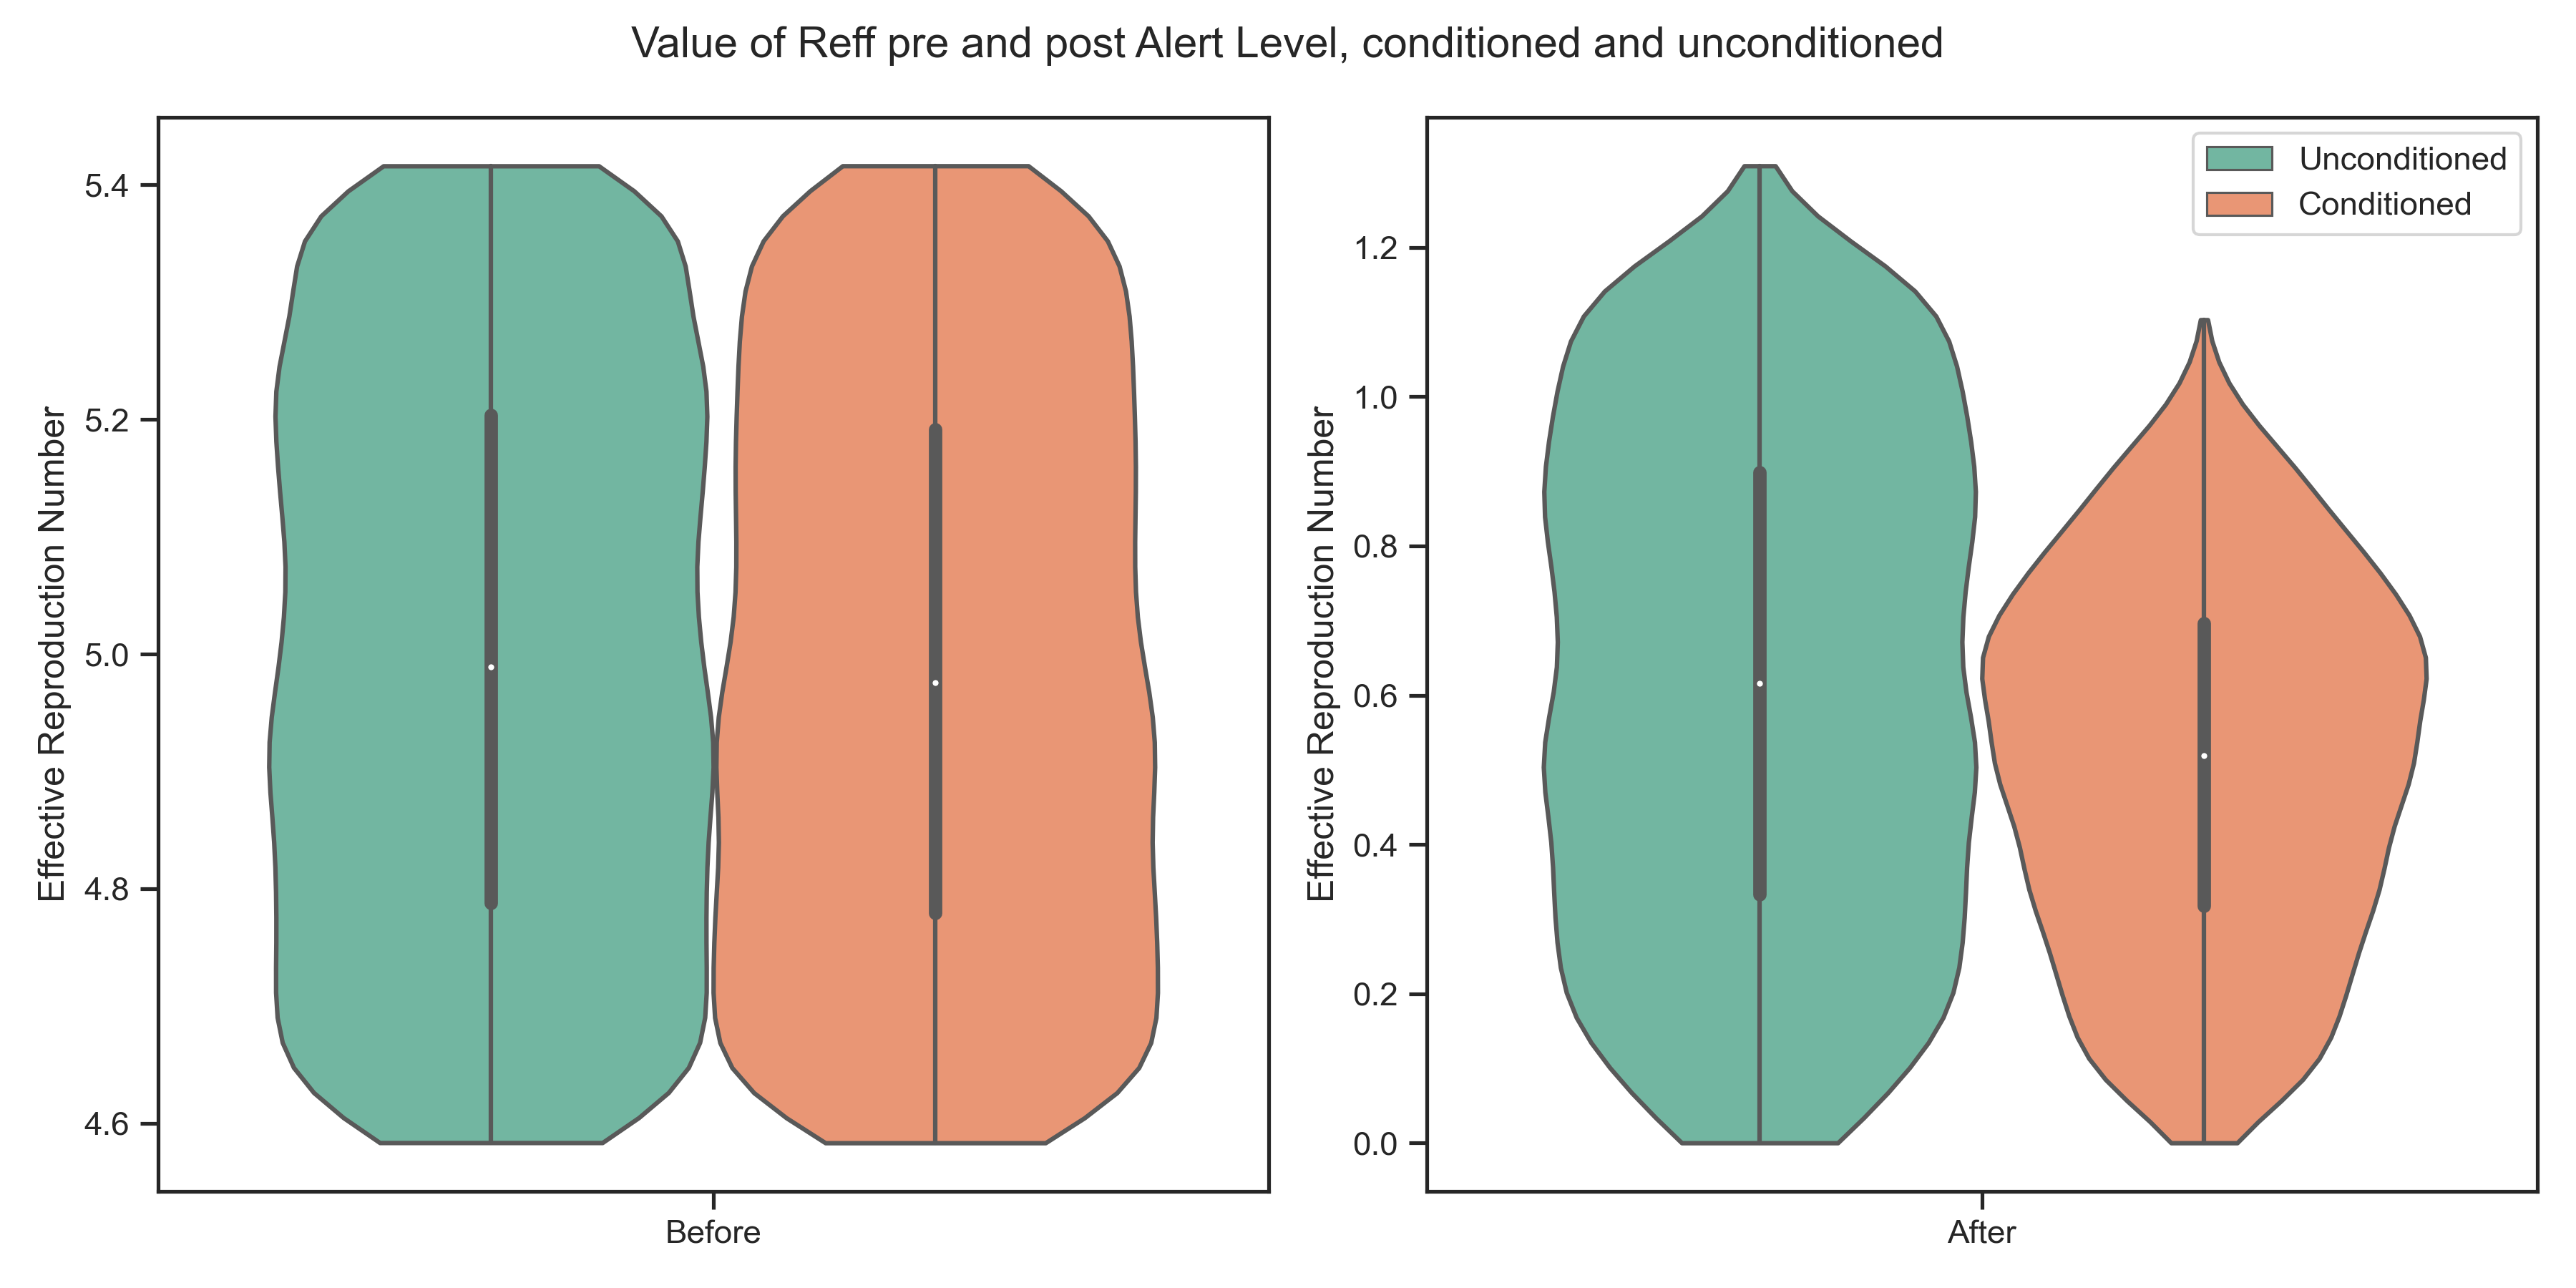 Value of Reff pre and post Alert Level, conditioned and unconditioned
Effective Reproduction Number
5.4
5.2
5.0
4.8
4.6
Before
Effective Reproduction Number
1.2
1.0
0.8
0.6
0.4
0.2
0.0
After
Unconditioned
Conditioned